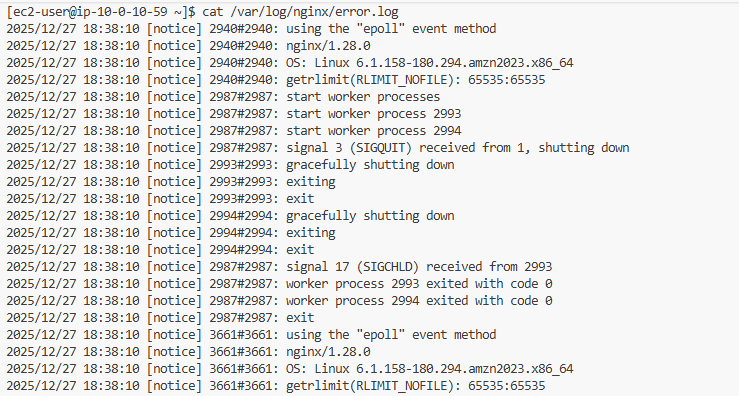 [ec2-user@ip-10-0-10-59 ~]$ cat /var/log/nginx/error.log
2025/12/27 18:38:10 [notice] 2940#2940: using the "epoll" event method
2025/12/27 18:38:10 [notice] 2940#2940: nginx/1.28.0
2025/12/27 18:38:10 [notice] 2940#2940: OS: Linux 6.1.158-180.294.amzn2023.x86_64
2025/12/27 18:38:10 [notice] 2940#2940: getrlimit(RLIMIT_NOFILE): 65535:65535
2025/12/27 18:38:10 [notice] 2987#2987: start worker processes
2025/12/27 18:38:10 [notice] 2987#2987: start worker process 2993
2025/12/27 18:38:10 [notice] 2987#2987: start worker process 2994
2025/12/27 18:38:10 [notice] 2987#2987: signal 3 (SIGQUIT) received from 1, shutting down
2025/12/27 18:38:10 [notice] 2993#2993: gracefully shutting down
2025/12/27 18:38:10 [notice] 2993#2993: exiting
2025/12/27 18:38:10 [notice] 2993#2993: exit
2025/12/27 18:38:10 [notice] 2994#2994: gracefully shutting down
2025/12/27 18:38:10 [notice] 2994#2994: exiting
2025/12/27 18:38:10 [notice] 2994#2994: exit
2025/12/27 18:38:10 [notice] 2987#2987: signal 17 (SIGCHLD) received from 2993
2025/12/27 18:38:10 [notice] 2987#2987: worker process 2993 exited with code 0
2025/12/27 18:38:10 [notice] 2987#2987: worker process 2994 exited with code 0
2025/12/27 18:38:10 [notice] 2987#2987: exit
2025/12/27 18:38:10 [notice] 3661#3661: using the "epoll" event method
2025/12/27 18:38:10 [notice] 3661#3661: nginx/1.28.0
2025/12/27 18:38:10 [notice] 3661#3661: OS: Linux 6.1.158-180.294.amzn2023.x86_64
2025/12/27 18:38:10 [notice] 3661#3661: getrlimit(RLIMIT_NOFILE): 65535:65535